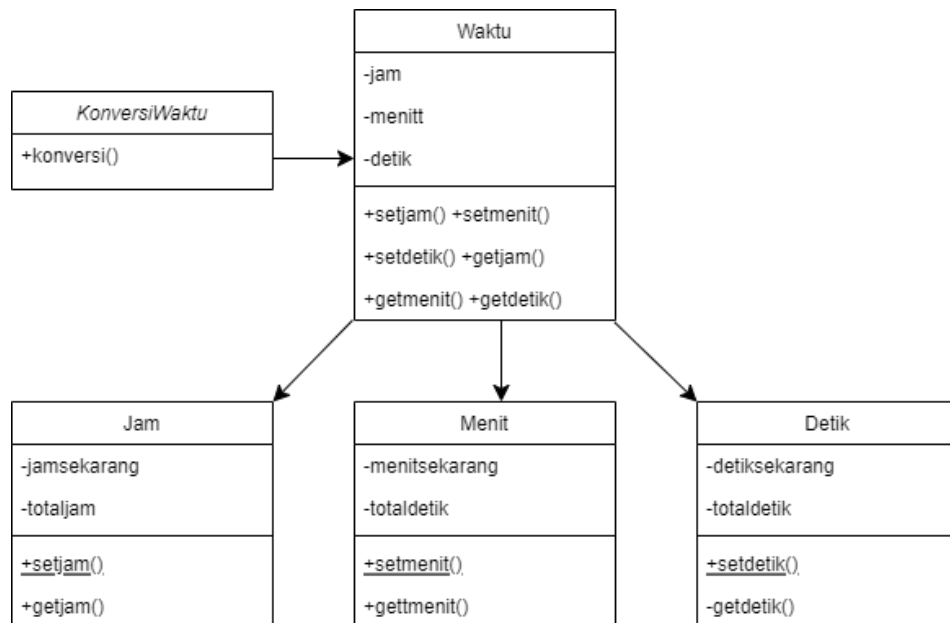 Waktu
-jam
-menitt
-detik
+setjam() +setmenit()
+setdetik() +getjam()
+getmenit() +getdetik()
KonversiWaktu
+konversi()
Jam
-jamsekarang
-totaljam
+setjam()
+getjam()
Menit
-menitsekarang
-totaldetik
+setmenit()
+gettmenit()
Detik
-detiksekarang
-totaldetik
+setdetik()
-getdetik()